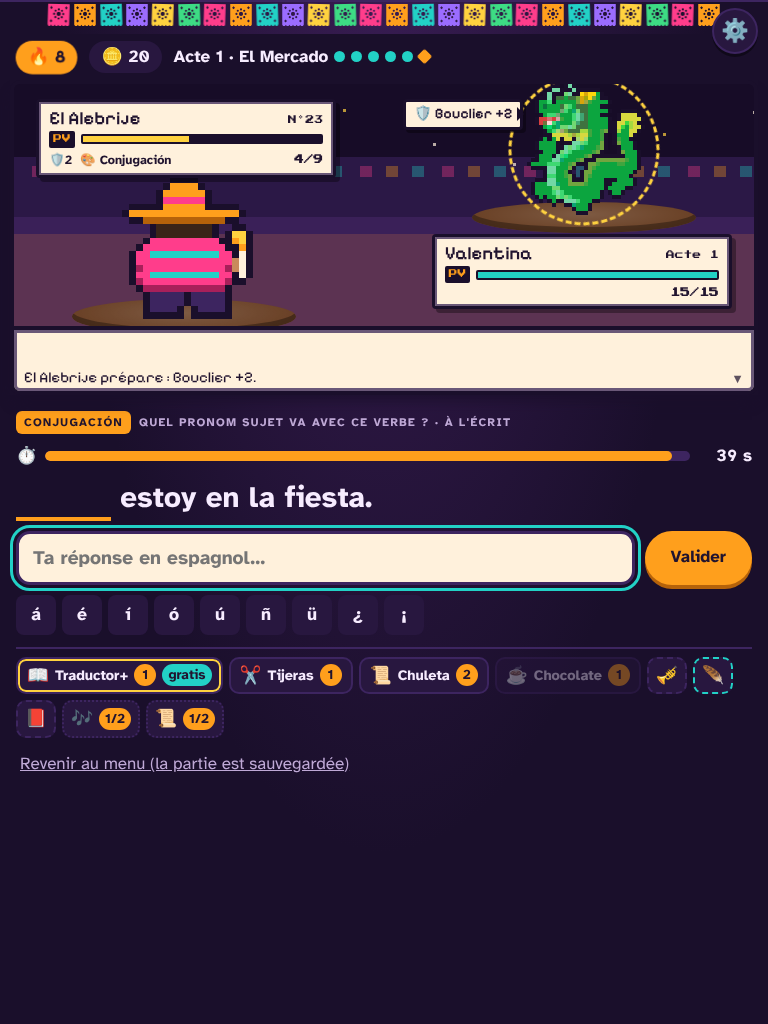 8 20 Acte 1 · El Mercado
El Alebrije N°23
PV
2 Conjugación 4/9
Bouclier +2
Valentina Acte 1
PV
15/15
El Alebrije prépare : Bouclier +2.
CONJUGACIÓN QUEL PRONOM SUJET VA AVEC CE VERBE ? · À L'ÉCRIT
39 s
estoy en la fiesta.
Ta réponse en espagnol... Valider
á é í ó ú ñ ü ¿ ¡
Traductor+ 1 gratis Tijeras 1 Chuleta 2 Chocolate 1
1/2 1/2
Revenir au menu (la partie est sauvegardée)